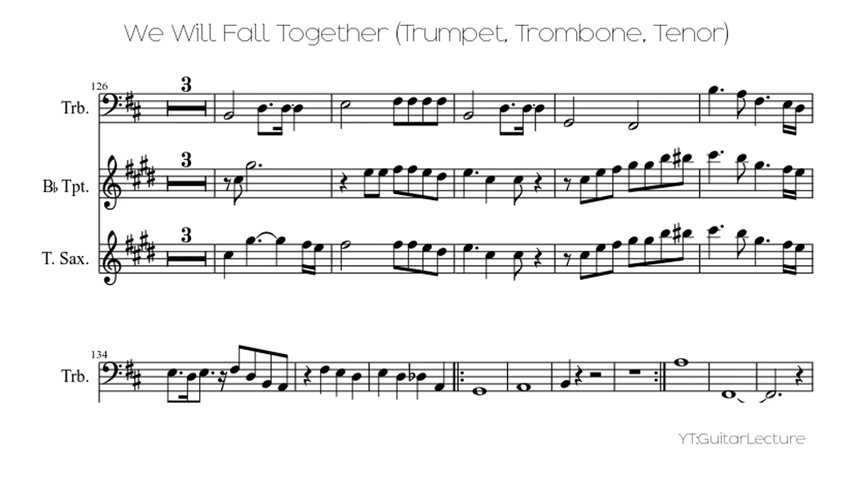 We Will Fall Together (Trumpet, Trombone, Tenor)
126
3
Trb.
3
B♭ Tpt.
3
T. Sax.
134
Trb.
YT:GuitarLecture